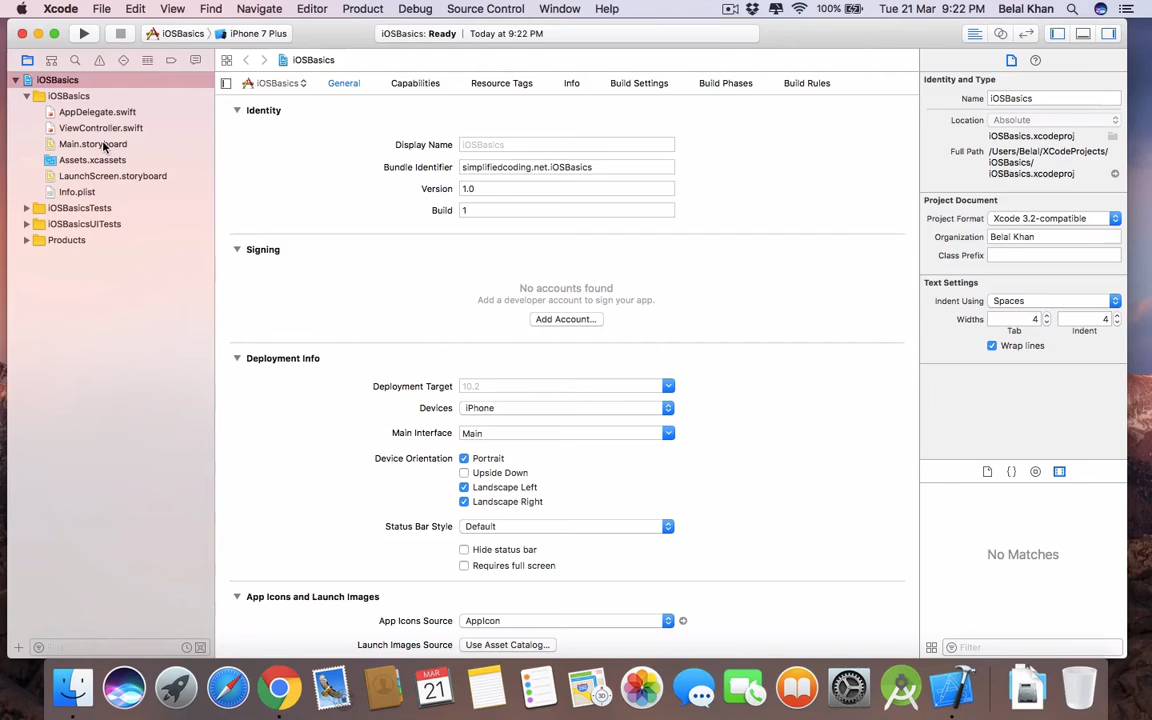 Xcode File Edit View Find Navigate Editor Product Debug Source Control Window Help 100% Tue 21 Mar 9:22 PM Belal Khan
iOSBasics iPhone 7 Plus iOSBasics: Ready Today at 9:22 PM
iOSBasics
iOSBasics
AppDelegate.swift
ViewController.swift
Main.storyboard
Assets.xcassets
LaunchScreen.storyboard
Info.plist
iOSBasicsTests
iOSBasicsUITests
Products
iOSBasics
iOSBasics General Capabilities Resource Tags Info Build Settings Build Phases Build Rules
Identity
Display Name iOSBasics
Bundle Identifier simplifiedcoding.net.iOSBasics
Version 1.0
Build 1
Signing
No accounts found
Add a developer account to sign your app.
Add Account...
Deployment Info
Deployment Target 10.2
Devices iPhone
Main Interface Main
Device Orientation Portrait
Upside Down
Landscape Left
Landscape Right
Status Bar Style Default
Hide status bar
Requires full screen
App Icons and Launch Images
App Icons Source AppIcon
Launch Images Source Use Asset Catalog...
Identity and Type
Name iOSBasics
Location Absolute
iOSBasics.xcodeproj
Full Path /Users/Belal/XCodeProjects/
iOSBasics/
iOSBasics.xcodeproj
Project Document
Project Format Xcode 3.2-compatible
Organization Belal Khan
Class Prefix
Text Settings
Indent Using Spaces
Widths 4 4
Tab Indent
Wrap lines
No Matches
Filter
Filter
MAR
21